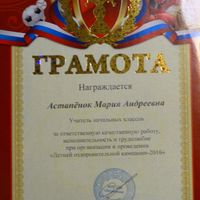 ГРАМОТА
Награждается
Астапёнок Мария Андреевна
Учитель начальных классов
за ответственную качественную работу,
исполнительность и трудолюбие
при организации и проведения
«Летней оздоровительной кампании-2016»